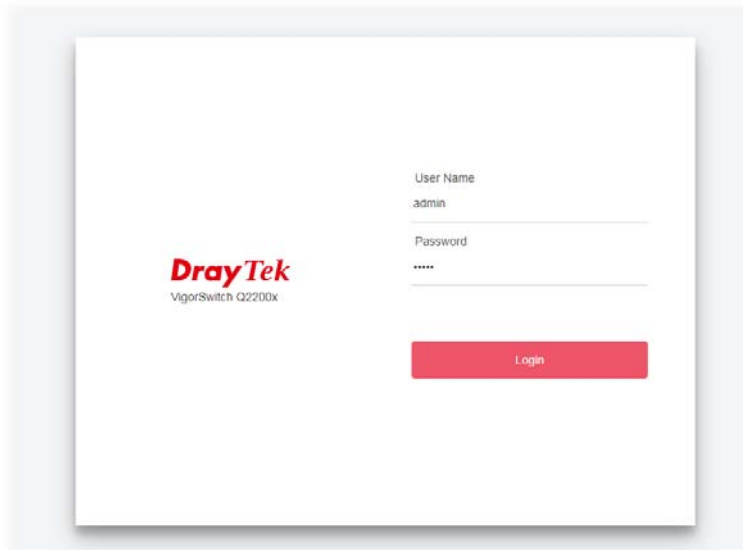 User Name
admin
Password
•••••
DrayTek
VigorSwitch Q2200x
Login